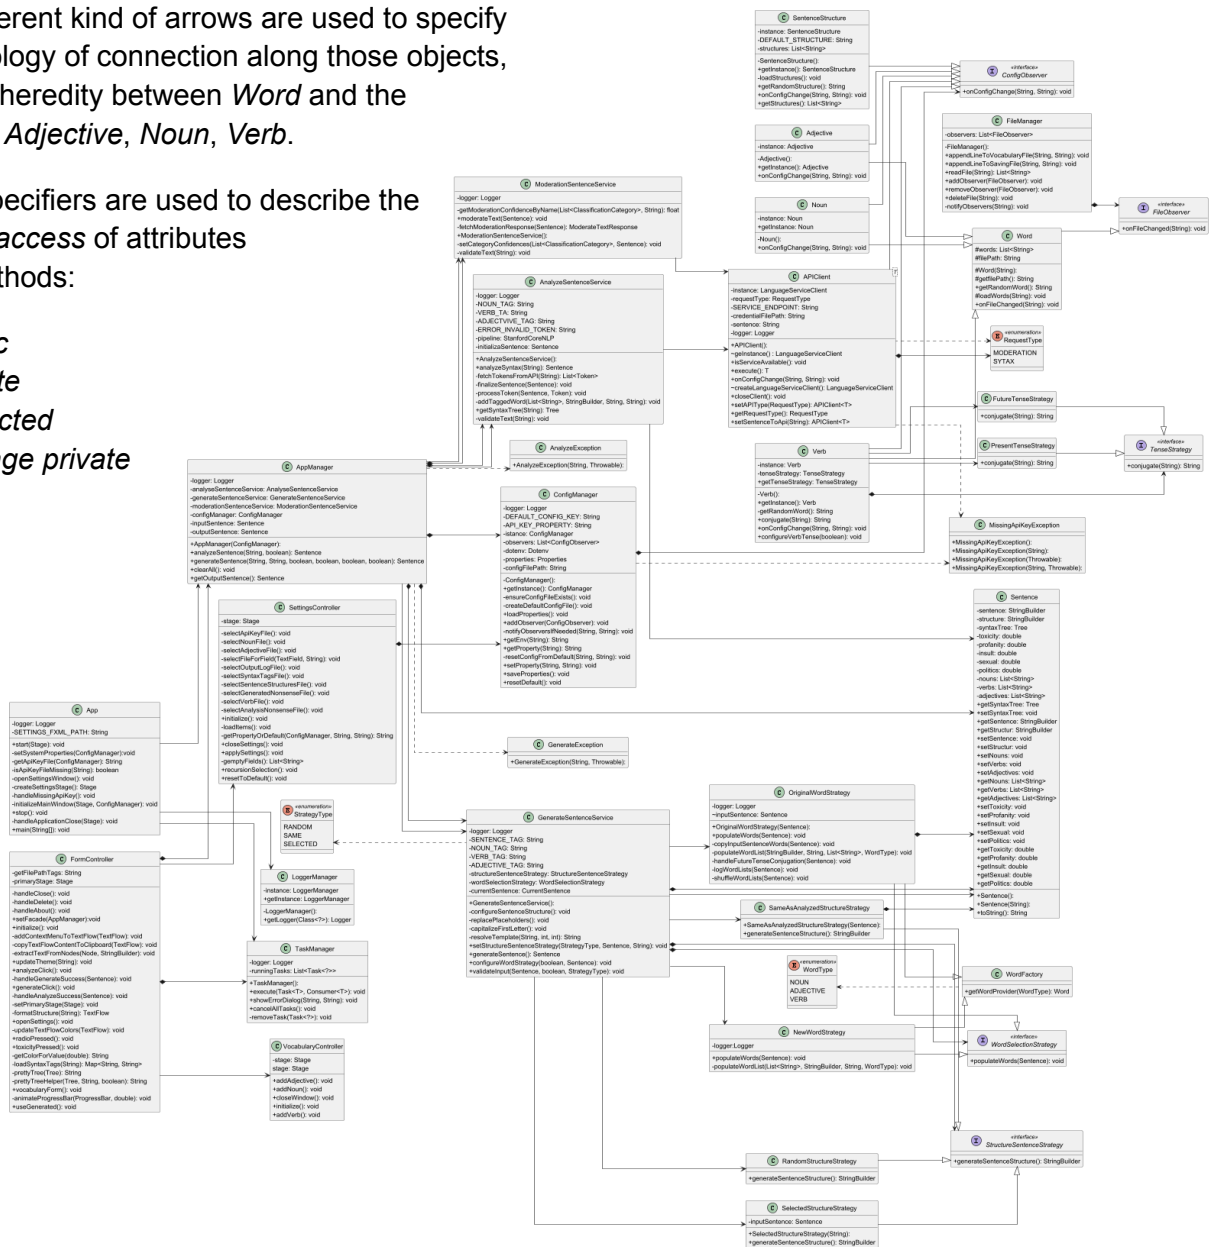 erent kind of arrows are used to specify
ology of connection along those objects,
heredity between Word and the
Adjective, Noun, Verb.
pecifiers are used to describe the
access of attributes
thods:
c
te
cted
ge private
C SentenceStructure
-instance: SentenceStructure
-DEFAULT_STRUCTURE: String
-structures: List<String>
-SentenceStructure():
+getInstance(): SentenceStructure
-loadStructures(): void
+getRandomStructure(): String
+onConfigChange(String, String): void
+getStructures(): List<String>
I «interface»
ConfigObserver
+onConfigChange(String, String): void
C Adjective
-instance: Adjective
-Adjective():
+getInstance(): Adjective
+onConfigChange(String, String): void
C FileManager
-observers: List<FileObserver>
-FileManager():
+appendLineToVocabularyFile(String, String): void
+appendLineToSavingFile(String, String): void
+readFile(String): List<String>
+addObserver(FileObserver): void
+removeObserver(FileObserver): void
+deleteFile(String): void
-notifyObservers(String): void
I «interface»
FileObserver
+onFileChanged(String): void
C Noun
-instance: Noun
+getInstance: Noun
-Noun():
+onConfigChange(String, String): void
C Word
#words: List<String>
#filePath: String
#Word(String):
#getfilePath(): String
+getRandomWord(): String
#loadWords(String): void
+onFileChanged(String): void
C ModerationSentenceService
-logger: Logger
-getModerationConfidenceByName(List<ClassificationCategory>, String): float
+moderateText(Sentence): void
-fetchModerationResponse(Sentence): ModerateTextResponse
+ModerationSentenceService():
-setCategoryConfidences(List<ClassificationCategory>, Sentence): void
-validateText(String): void
C AnalyzeSentenceService
-logger: Logger
-NOUN_TAG: String
-VERB_TA: String
-ADJECTVIVE_TAG: String
-ERROR_INVALID_TOKEN: String
-pipeline: StanfordCoreNLP
-initializaSentence: Sentence
+AnalyzeSentenceService():
+analyzeSyntax(String): Sentence
-fetchTokensFromAPI(String): List<Token>
-finalizeSentence(Sentence): void
-processToken(Sentence, Token): void
-addTaggedWord(List<String>, StringBuilder, String, String): void
+getSyntaxTree(String): Tree
-validateText(String): void
C APIClient T
-instance: LanguageServiceClient
-requestType: RequestType
-SERVICE_ENDPOINT: String
-credentialFilePath: String
-sentence: String
-logger: Logger
+APIClient():
~getInstance() : LanguageServiceClient
+isServiceAvailable(): void
+execute(): T
+onConfigChange(String, String): void
~createLanguageServiceClient(): LanguageServiceClient
+closeClient(): void
+setAPIType(RequestType): APIClient<T>
+getRequestType(): RequestType
+setSentenceToApi(String): APIClient<T>
E «enumeration»
RequestType
MODERATION
SYTAX
C FutureTenseStrategy
+conjugate(String): String
C PresentTenseStrategy
+conjugate(String): String
I «interface»
TenseStrategy
+conjugate(String): String
C Verb
-instance: Verb
-tenseStrategy: TenseStrategy
+getTenseStrategy: TenseStrategy
-Verb():
+getInstance(): Verb
-getRandomWord(): String
+conjugate(String): String
+onConfigChange(String, String): void
+configureVerbTense(boolean): void
C MissingApiKeyException
+MissingApiKeyException():
+MissingApiKeyException(String):
+MissingApiKeyException(Throwable):
+MissingApiKeyException(String, Throwable):
C AnalyzeException
+AnalyzeException(String, Throwable):
C AppManager
-logger: Logger
-analyseSentenceService: AnalyseSentenceService
-generateSentenceService: GenerateSentenceService
-moderationSentenceService: ModerationSentenceService
-configManager: ConfigManager
-inputSentence: Sentence
-outputSentence: Sentence
+AppManager(ConfigManager):
+analyzeSentence(String, boolean): Sentence
+generateSentence(String, String, boolean, boolean, boolean, boolean): Sentence
+clearAll(): void
+getOutputSentence(): Sentence
C ConfigManager
-logger: Logger
-DEFAULT_CONFIG_KEY: String
-API_KEY_PROPERTY: String
-istance: ConfigManager
-observers: List<ConfigObserver>
-dotenv: Dotenv
-properties: Properties
-configFilePath: String
-ConfigManager():
+getInstance(): ConfigManager
-ensureConfigFileExists(): void
-createDefaultConfigFile(): void
+loadProperties(): void
+addObserver(ConfigObserver): void
-notifyObserversIfNeeded(String, String): void
+getEnv(String): String
+getProperty(String): String
-resetConfigFromDefault(String, String): void
+setProperty(String, String): void
+saveProperties(): void
+resetDefault(): void
C SettingsController
-stage: Stage
-selectApiKeyFile(): void
-selectNounFile(): void
-selectAdjectiveFile(): void
-selectFileForField(TextField, String): void
-selectOutputLogFile(): void
-selectSyntaxTagsFile(): void
-selectSentenceStructuresFile(): void
-selectGeneratedNonsenseFile(): void
-selectVerbFile(): void
-selectAnalysisNonsenseFile(): void
+initialize(): void
-loadItems(): void
-getPropertyOrDefault(ConfigManager, String, String): String
+closeSettings(): void
+applySettings(): void
-gemptyFields(): List<String>
+recursionSelection(): void
+resetToDefault(): void
C Sentence
-sentence: StringBuilder
-structure: StringBuilder
-syntaxTree: Tree
-toxicity: double
-profanity: double
-insult: double
-sexual: double
-politics: double
-nouns: List<String>
-verbs: List<String>
-adjectives: List<String>
+getSyntaxTree: Tree
+setSyntaxTree: void
+getSentence: StringBuilder
+getStructur: StringBuilder
+setSentence: void
+setStructur: void
+setNouns: void
+setVerbs: void
+setAdjectives: void
+getNouns: List<String>
+getVerbs: List<String>
+getAdjectives: List<String>
+setToxicity: void
+setProfanity: void
+setInsult: void
+setSexual: void
+setPolitics: void
+getToxicity: double
+getProfanity: double
+getInsult: double
+getSexual: double
+getPolitics: double
+Sentence():
+Sentence(String):
+toString(): String
C App
-logger: Logger
-SETTINGS_FXML_PATH: String
+start(Stage): void
-setSystemProperties(ConfigManager):void
-getApiKeyFile(ConfigManager): String
-isApiKeyFileMissing(String): boolean
-openSettingsWindow(): void
-createSettingsStage(): Stage
-handleMissingApiKey(): void
-initializeMainWindow(Stage, ConfigManager): void
+stop(): void
-handleApplicationClose(Stage): void
+main(String[]): void
C GenerateException
+GenerateException(String, Throwable):
E «enumeration»
StrategyType
RANDOM
SAME
SELECTED
C GenerateSentenceService
-logger: Logger
-SENTENCE_TAG: String
-NOUN_TAG: String
-VERB_TAG: String
-ADJECTIVE_TAG: String
-structureSentenceStrategy: StructureSentenceStrategy
-wordSelectionStrategy: WordSelectionStrategy
-currentSentence: CurrentSentence
+GenerateSentenceService():
-configureSentenceStructure(): void
-replacePlaceholders(): void
-capitalizeFirstLetter(): void
-resolveTemplate(String, int, int): String
+setStructureSentenceStrategy(StrategyType, Sentence, String): void
+generateSentence(): Sentence
+configureWordStrategy(boolean, Sentence): void
-validateInput(Sentence, boolean, StrategyType): void
C OriginalWordStrategy
-logger: Logger
~inputSentence: Sentence
+OriginalWordStrategy(Sentence):
+populateWords(Sentence): void
-copyInputSentenceWords(Sentence): void
-populateWordList(StringBuilder, String, List<String>, WordType): void
-handleFutureTenseConjugation(Sentence): void
-logWordLists(Sentence): void
-shuffleWordLists(Sentence): void
C SameAsAnalyzedStructureStrategy
+SameAsAnalyzedStructureStrategy(Sentence):
+generateSentenceStructure(): StringBuilder
C FormController
-getFilePathTags: String
-primaryStage: Stage
-handleClose(): void
-handleDelete(): void
-handleAbout(): void
+setFacade(AppManager):void
+initialize(): void
-addContextMenuToTextFlow(TextFlow): void
-copyTextFlowContentToClipboard(TextFlow): void
-extractTextFromNodes(Node, StringBuilder): void
+updateTheme(String): void
+analyzeClick(): void
-handleGenerateSuccess(Sentence): void
+generateClick(): void
-handleAnalyzeSuccess(Sentence): void
-setPrimaryStage(Stage): void
-formatStructure(String): TextFlow
+openSettings(): void
-updateTextFlowColors(TextFlow): void
+radioPressed(): void
+toxicityPressed(): void
-getColorForValue(double): String
-loadSyntaxTags(String): Map<String, String>
-prettyTree(Tree): String
-prettyTreeHelper(Tree, String, boolean): String
+vocabularyForm(): void
-animateProgressBar(ProgressBar, double): void
+useGenerated(): void
C LoggerManager
-instance: LoggerManager
+getInstance: LoggerManager
-LoggerManager():
+getLogger(Class<?>): Logger
C TaskManager
-logger: Logger
-runningTasks: List<Task<?>>
+TaskManager():
+execute(Task<T>, Consumer<T>): void
+showErrorDialog(String, String): void
+cancelAllTasks(): void
-removeTask(Task<?>): void
C VocabularyController
-stage: Stage
stage: Stage
+addAdjective(): void
+addNoun(): void
+closeWindow(): void
+initialize(): void
+addVerb(): void
E «enumeration»
WordType
NOUN
ADJECTIVE
VERB
C WordFactory
+getWordProvider(WordType): Word
C NewWordStrategy
-logger:Logger
+populateWords(Sentence): void
-populateWordList(List<String>, StringBuilder, String, WordType): void
I «interface»
WordSelectionStrategy
+populateWords(Sentence): void
I «interface»
StructureSentenceStrategy
+generateSentenceStructure(): StringBuilder
C RandomStructureStrategy
+generateSentenceStructure(): StringBuilder
C SelectedStructureStrategy
-inputSentence: Sentence
+SelectedStructureStrategy(String):
+generateSentenceStructure(): StringBuilder